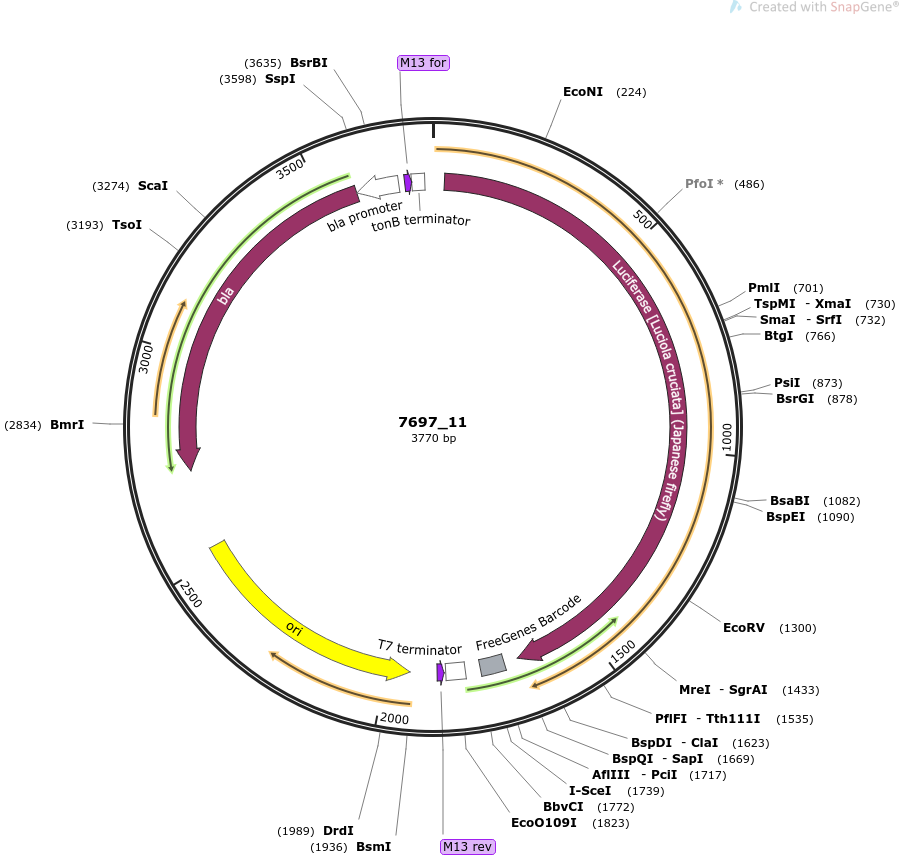 Created with SnapGene®
(3635) BsrBI
(3598) SspI
M13 for
EcoNI (224)
PfoI * (486)
(3274) ScaI
(3193) TsoI
3500
500
bla promoter
tonB terminator
PmlI (701)
TspMI - XmaI (730)
SmaI - SrfI (732)
BtgI (766)
PsiI (873)
BsrGI (878)
bla
Luciferase [Luciola cruciata] (Japanese firefly)
3000
(2834) BmrI
7697_11
3770 bp
1000
BsaBI (1082)
BspEI (1090)
2500
ori
T7 terminator
FreeGenes Barcode
EcoRV (1300)
1500
MreI - SgrAI (1433)
PflFI - Tth111I (1535)
2000
BspDI - ClaI (1623)
BspQI - SapI (1669)
AflIII - PciI (1717)
I-SceI (1739)
BbvCI (1772)
EcoO109I (1823)
(1989) DrdI
(1936) BsmI
M13 rev